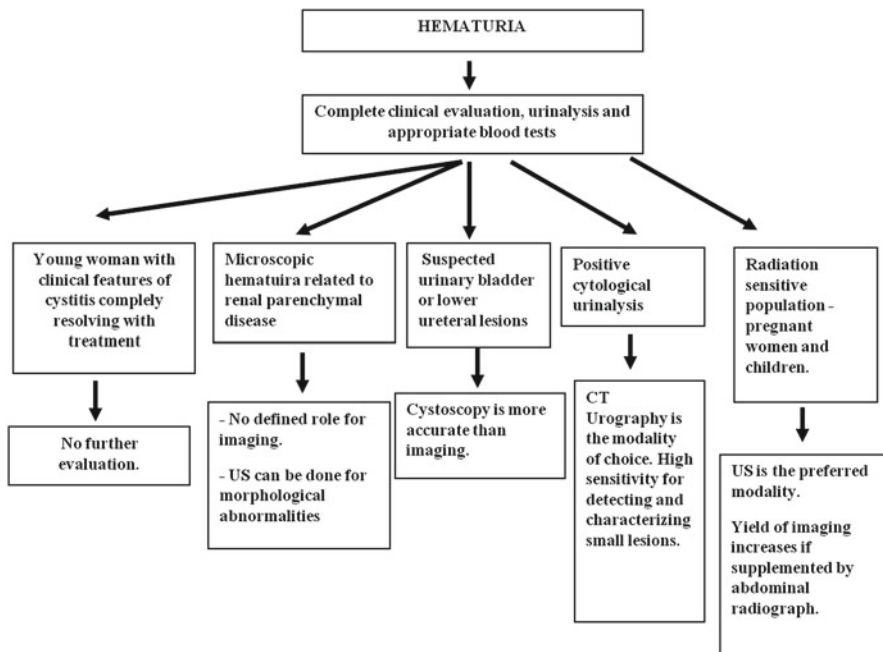 HEMATURIA
Complete clinical evaluation, urinalysis and
appropriate blood tests
Young woman with
clinical features of
cystitis complely
resolving with
treatment
Microscopic
hematuira related to
renal parenchymal
disease
Suspected
urinary bladder
or lower
ureteral lesions
Positive
cytological
urinalysis
Radiation
sensitive
population -
pregnant
women and
children.
No further
evaluation.
- No defined role for
imaging.
- US can be done for
morphological
abnormalities
Cystoscopy is more
accurate than
imaging.
CT
Urography is
the modality
of choice. High
sensitivity for
detecting and
characterizing
small lesions.
US is the preferred
modality.
Yield of imaging
increases if
supplemented by
abdominal
radiograph.